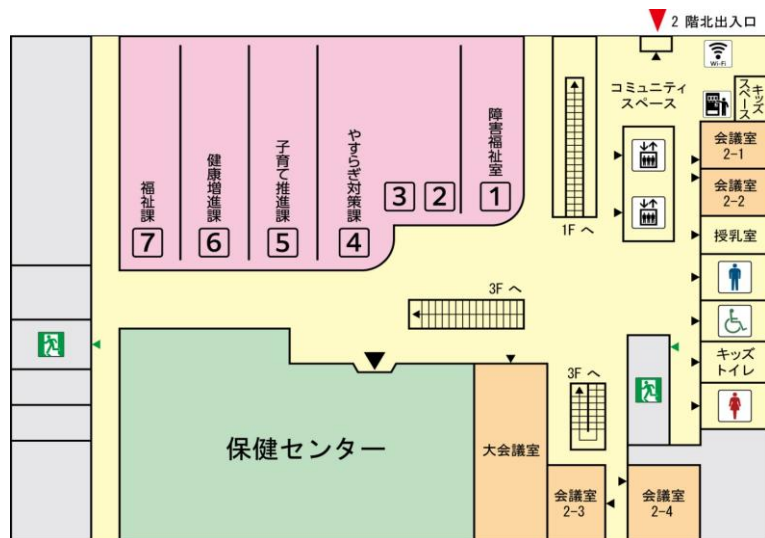 2 階北出入口
Wi-Fi
コミュニティ
スペース
キッズ
スペース
会議室
2-1
会議室
2-2
授乳室
キッズ
トイレ
障害福祉室
1
2
3
やすらぎ対策課
4
子育て推進課
5
健康増進課
6
福祉課
7
1F へ
3F へ
3F へ
保健センター
大会議室
会議室
2-3
会議室
2-4